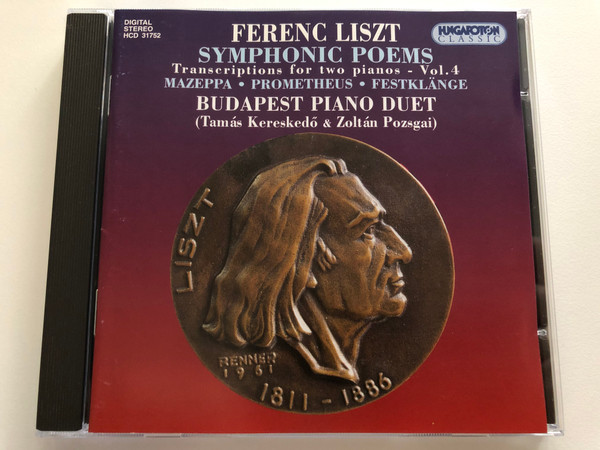 DIGITAL
STEREO
HCD 31752
FERENC LISZT
HUNGAROTON
CLASSIC
SYMPHONIC POEMS
Transcriptions for two pianos - Vol.4
MAZEPPA • PROMETHEUS • FESTKLÄNGE
BUDAPEST PIANO DUET
(Tamás Kereskedő & Zoltán Pozsgai)
LISZT
RENNER
1961
1811 - 1886